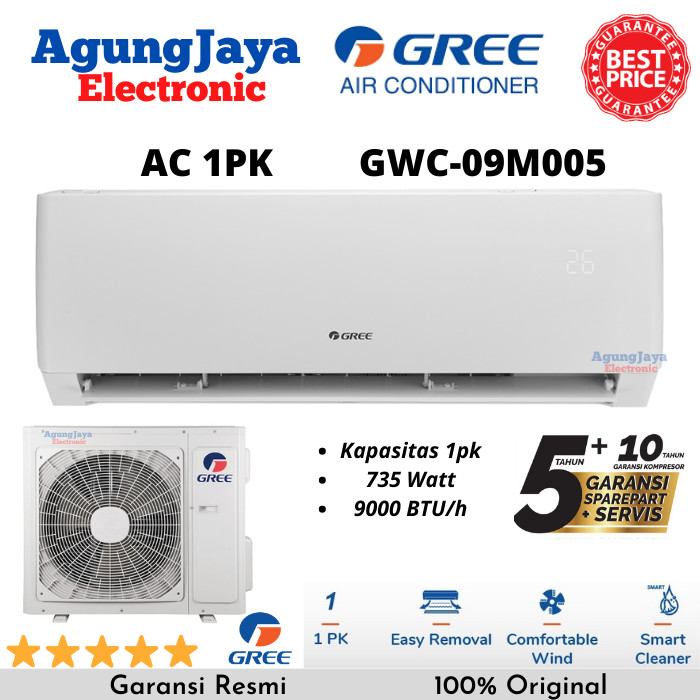 AgungJaya
Electronic
GREE
AIR CONDITIONER
GUARANTEE
BEST
PRICE
GUARANTEE
AC 1PK
GWC-09M005
26
GREE
AgungJaya
Electronic
AgungJaya
Electronic
GREE
Kapasitas 1pk
735 Watt
9000 BTU/h
5 TAHUN + 10 TAHUN
GARANSI KOMPRESOR
GARANSI
SPAREPART
+ SERVIS
1
1 PK
Easy Removal
Comfortable
Wind
SMART
Smart
Cleaner
GREE
Garansi Resmi
100% Original